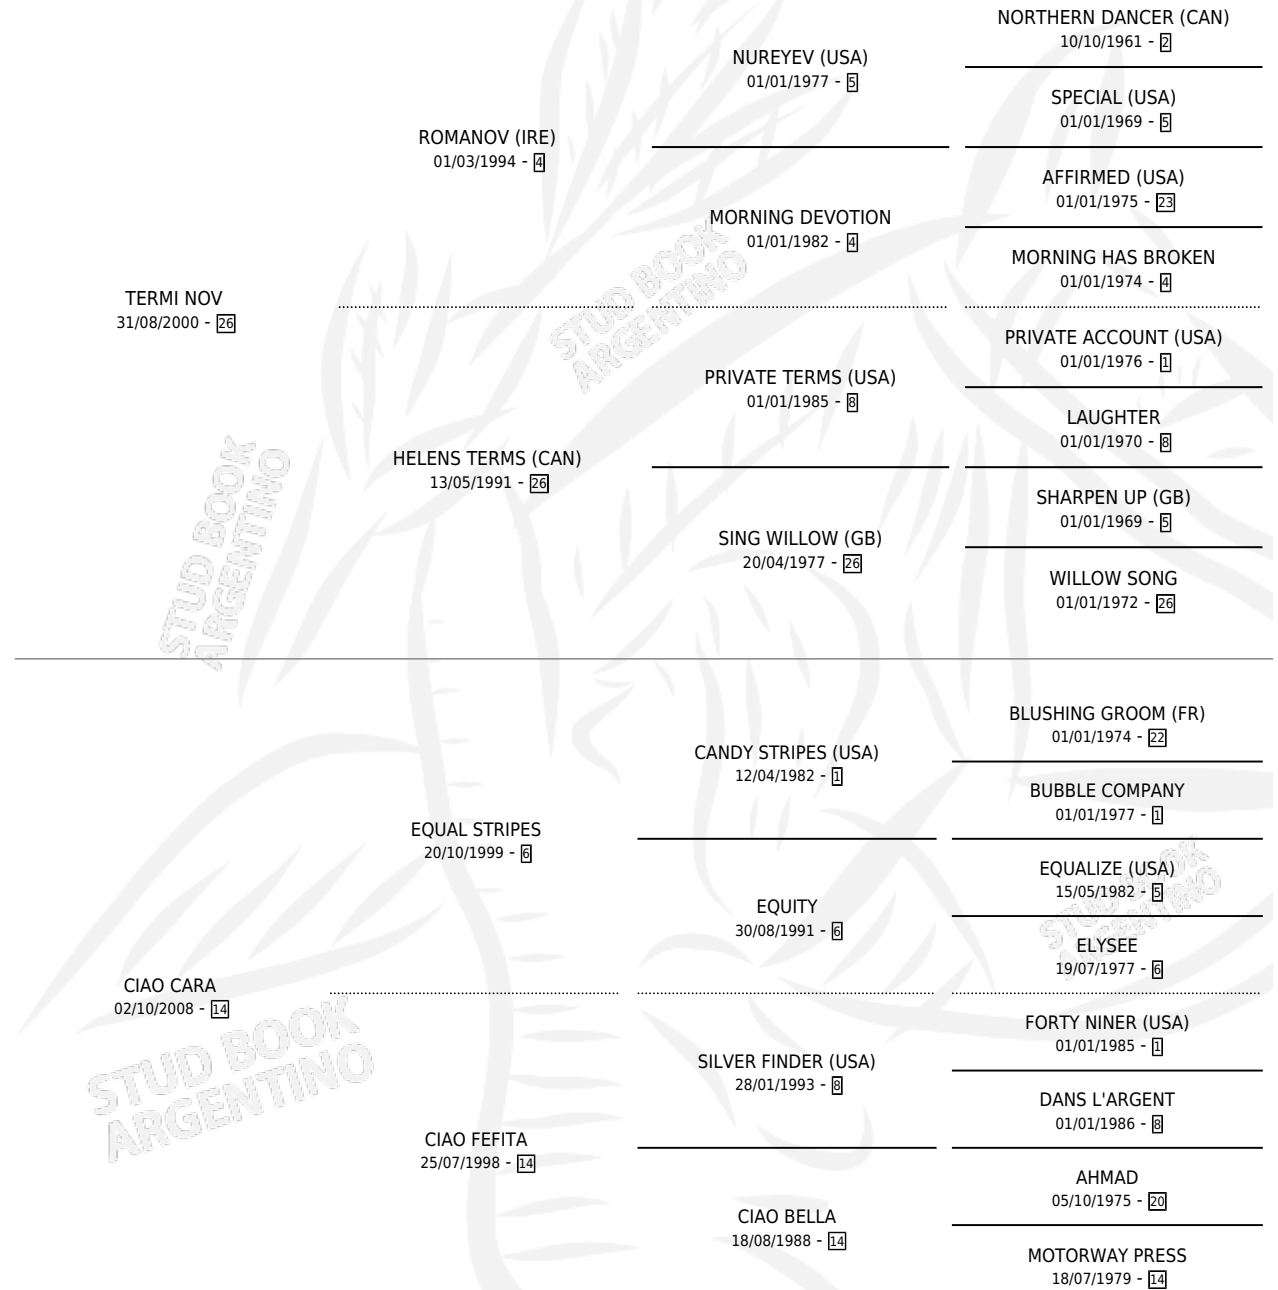 NORTHERN DANCER (CAN)
10/10/1961 - 2
NUREYEV (USA)
01/01/1977 - 5
SPECIAL (USA)
01/01/1969 - 5
ROMANOV (IRE)
01/03/1994 - 4
AFFIRMED (USA)
01/01/1975 - 23
MORNING DEVOTION
01/01/1982 - 4
MORNING HAS BROKEN
01/01/1974 - 4
TERMI NOV
31/08/2000 - 26
PRIVATE ACCOUNT (USA)
01/01/1976 - 1
PRIVATE TERMS (USA)
01/01/1985 - 8
LAUGHTER
01/01/1970 - 8
HELENS TERMS (CAN)
13/05/1991 - 26
SHARPEN UP (GB)
01/01/1969 - 5
SING WILLOW (GB)
20/04/1977 - 26
WILLOW SONG
01/01/1972 - 26
BLUSHING GROOM (FR)
01/01/1974 - 22
CANDY STRIPES (USA)
12/04/1982 - 1
BUBBLE COMPANY
01/01/1977 - 1
EQUAL STRIPES
20/10/1999 - 6
EQUALIZE (USA)
15/05/1982 - 5
EQUITY
30/08/1991 - 6
ELYSEE
19/07/1977 - 6
CIAO CARA
02/10/2008 - 14
FORTY NINER (USA)
01/01/1985 - 1
SILVER FINDER (USA)
28/01/1993 - 8
DANS L'ARGENT
01/01/1986 - 8
CIAO FEFITA
25/07/1998 - 14
AHMAD
05/10/1975 - 20
CIAO BELLA
18/08/1988 - 14
MOTORWAY PRESS
18/07/1979 - 14
STUD BOOK
ARGENTINO
STUD BOOK
ARGENTINO
STUD BOOK
ARGENTINO
STUD BOOK
ARGENTINO